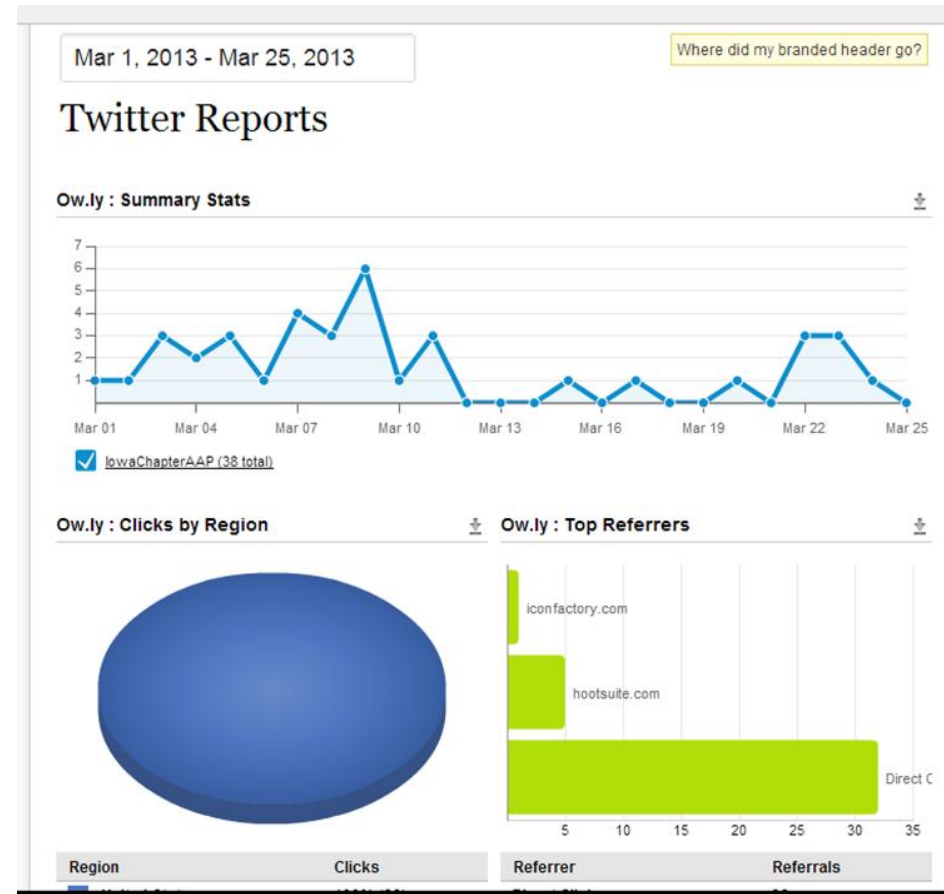 Mar 1, 2013 - Mar 25, 2013
Where did my branded header go?
Twitter Reports
Ow.ly : Summary Stats
7
6
5
4
3
2
1
Mar 01 Mar 04 Mar 07 Mar 10 Mar 13 Mar 16 Mar 19 Mar 22 Mar 25
IowaChapterAAP (38 total)
Ow.ly : Clicks by Region
Ow.ly : Top Referrers
iconfactory.com
hootsuite.com
Direct C
5 10 15 20 25 30 35
Region Clicks
Referrer Referrals